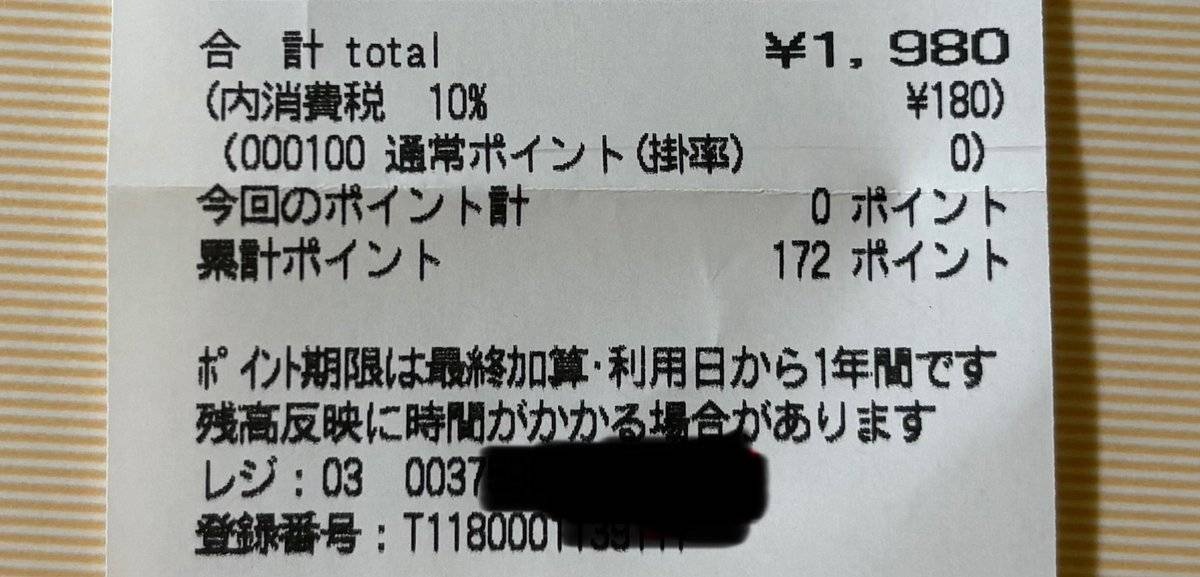 合 計 total ¥1,980
(内消費税 10% ¥180)
(000100 通常ポイント(掛率) 0)
今回のポイント計 0 ポイント
累計ポイント 172 ポイント
ポイント期限は最終加算・利用日から1年間です
残高反映に時間がかかる場合があります
レジ:03 0037
登録番号:T1180001